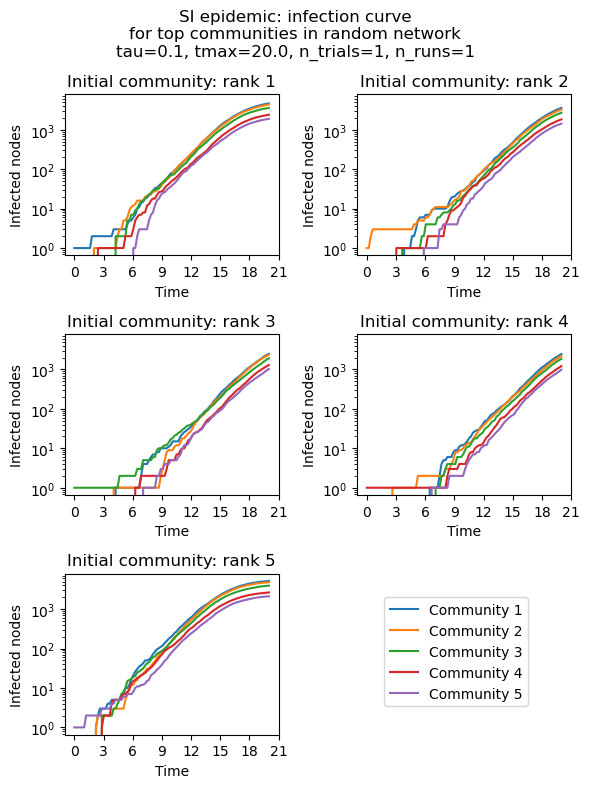 SI epidemic: infection curve
for top communities in random network
tau=0.1, tmax=20.0, n_trials=1, n_runs=1
Initial community: rank 1
Infected nodes
10³
10²
10¹
10⁰
0 3 6 9 12 15 18 21
Time
Initial community: rank 2
Infected nodes
10³
10²
10¹
10⁰
0 3 6 9 12 15 18 21
Time
Initial community: rank 3
Infected nodes
10³
10²
10¹
10⁰
0 3 6 9 12 15 18 21
Time
Initial community: rank 4
Infected nodes
10³
10²
10¹
10⁰
0 3 6 9 12 15 18 21
Time
Initial community: rank 5
Infected nodes
10³
10²
10¹
10⁰
0 3 6 9 12 15 18 21
Time
Community 1
Community 2
Community 3
Community 4
Community 5